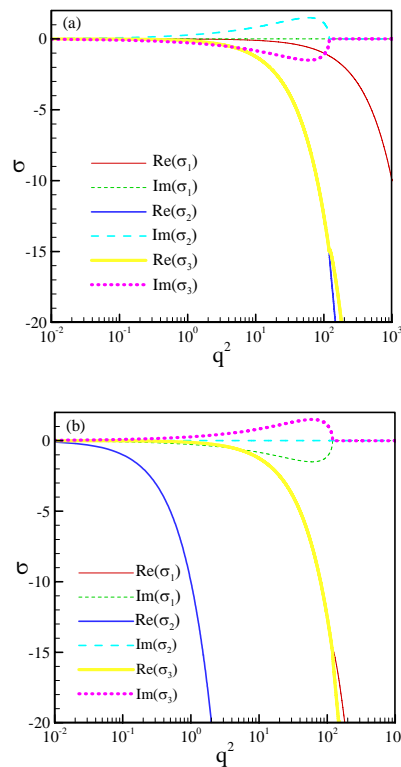 (a)
0
-5
-10
-15
-20
σ
Re(σ₁)
Im(σ₁)
Re(σ₂)
Im(σ₂)
Re(σ₃)
Im(σ₃)
10⁻² 10⁻¹ 10⁰ 10¹ 10² 10³
q²
(b)
0
-5
-10
-15
-20
σ
Re(σ₁)
Im(σ₁)
Re(σ₂)
Im(σ₂)
Re(σ₃)
Im(σ₃)
10⁻² 10⁻¹ 10⁰ 10¹ 10² 10³
q²